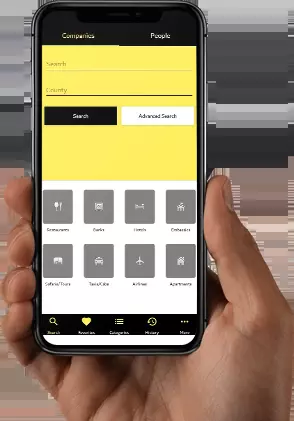 Companies People
Search
County
Search Advanced Search
Restaurants Banks Hotels Embassies
Safaris/Tours Taxis/Cabs Airlines Apartments
Search Favorites Categories History More